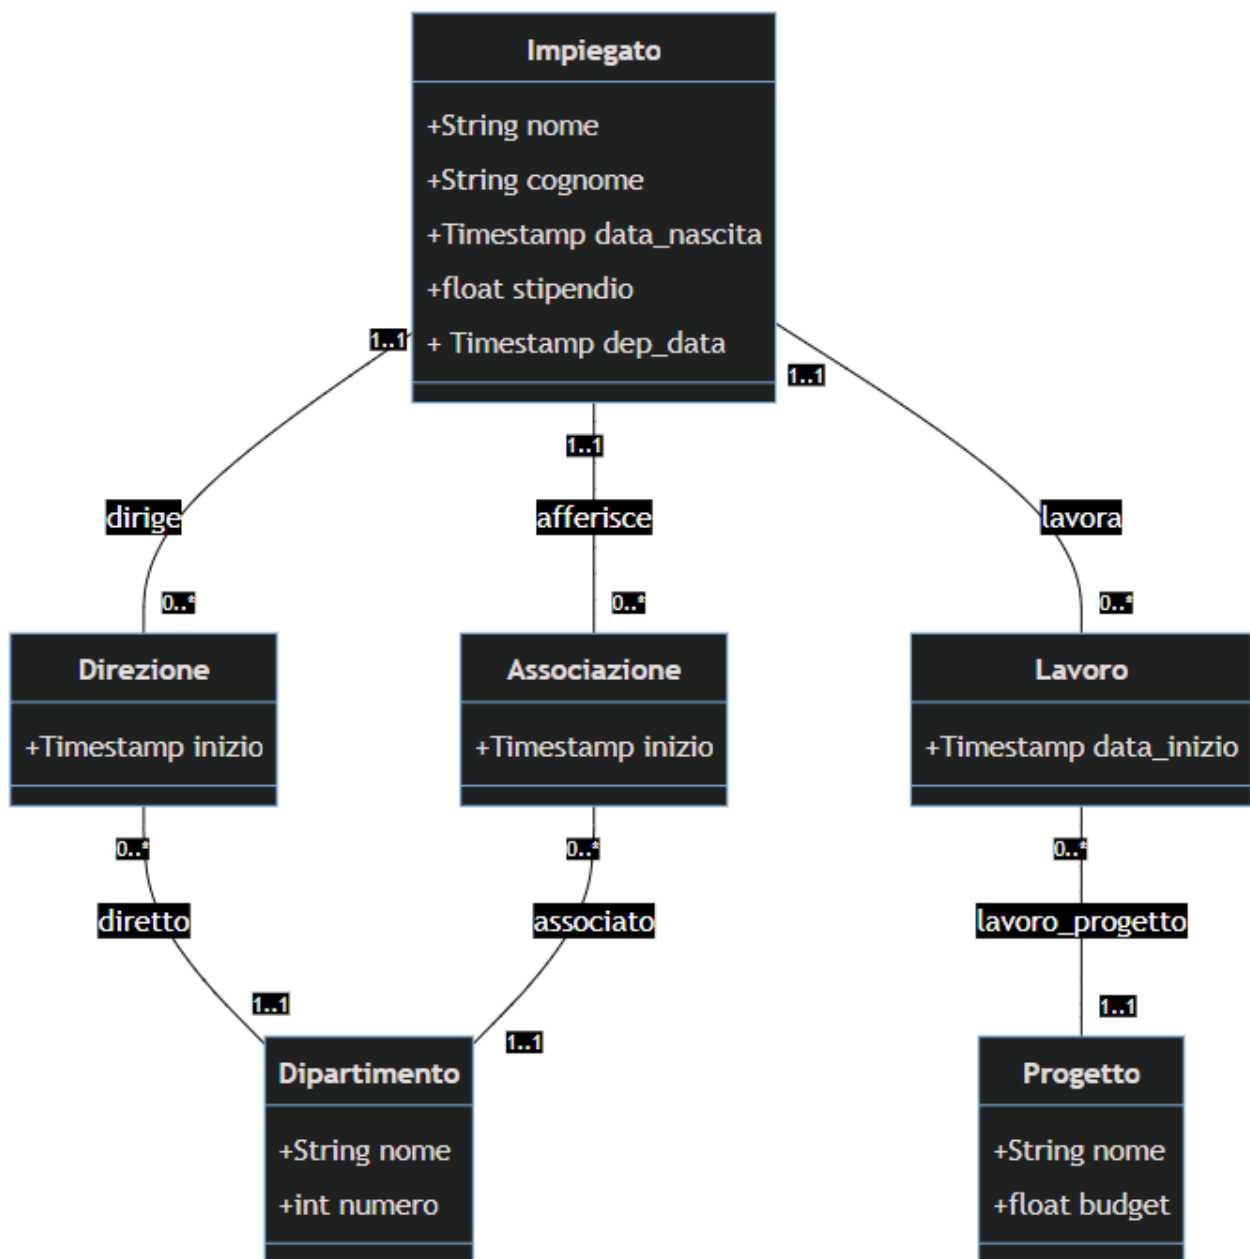 Impiegato
+String nome
+String cognome
+Timestamp data_nascita
+float stipendio
+ Timestamp dep_data
1..1
1..1
1..1
dirige
afferisce
lavora
0..*
0..*
0..*
Direzione
+Timestamp inizio
Associazione
+Timestamp inizio
Lavoro
+Timestamp data_inizio
0..*
0..*
0..*
diretto
associato
lavoro_progetto
1..1
1..1
1..1
Dipartimento
+String nome
+int numero
Progetto
+String nome
+float budget